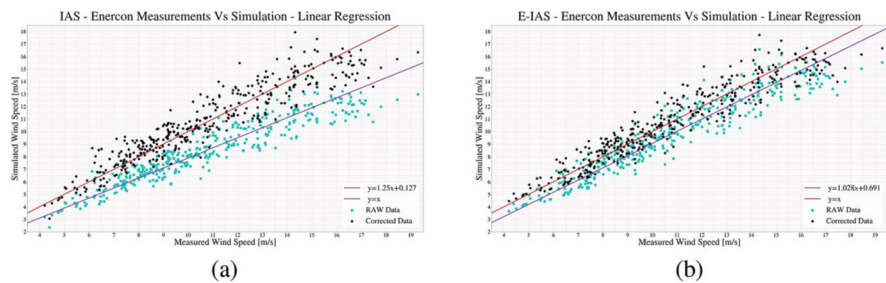 IAS - Enercon Measurements Vs Simulation - Linear Regression
18
17
16
15
14
13
12
11
10
9
8
7
6
5
4
3
2
Simulated Wind Speed [m/s]
y=1.25x+0.127
y=x
RAW Data
Corrected Data
4 5 6 7 8 9 10 11 12 13 14 15 16 17 18 19
Measured Wind Speed [m/s]
(a)
E-IAS - Enercon Measurements Vs Simulation - Linear Regression
18
17
16
15
14
13
12
11
10
9
8
7
6
5
4
3
2
Simulated Wind Speed [m/s]
y=1.028x+0.691
y=x
RAW Data
Corrected Data
4 5 6 7 8 9 10 11 12 13 14 15 16 17 18 19
Measured Wind Speed [m/s]
(b)